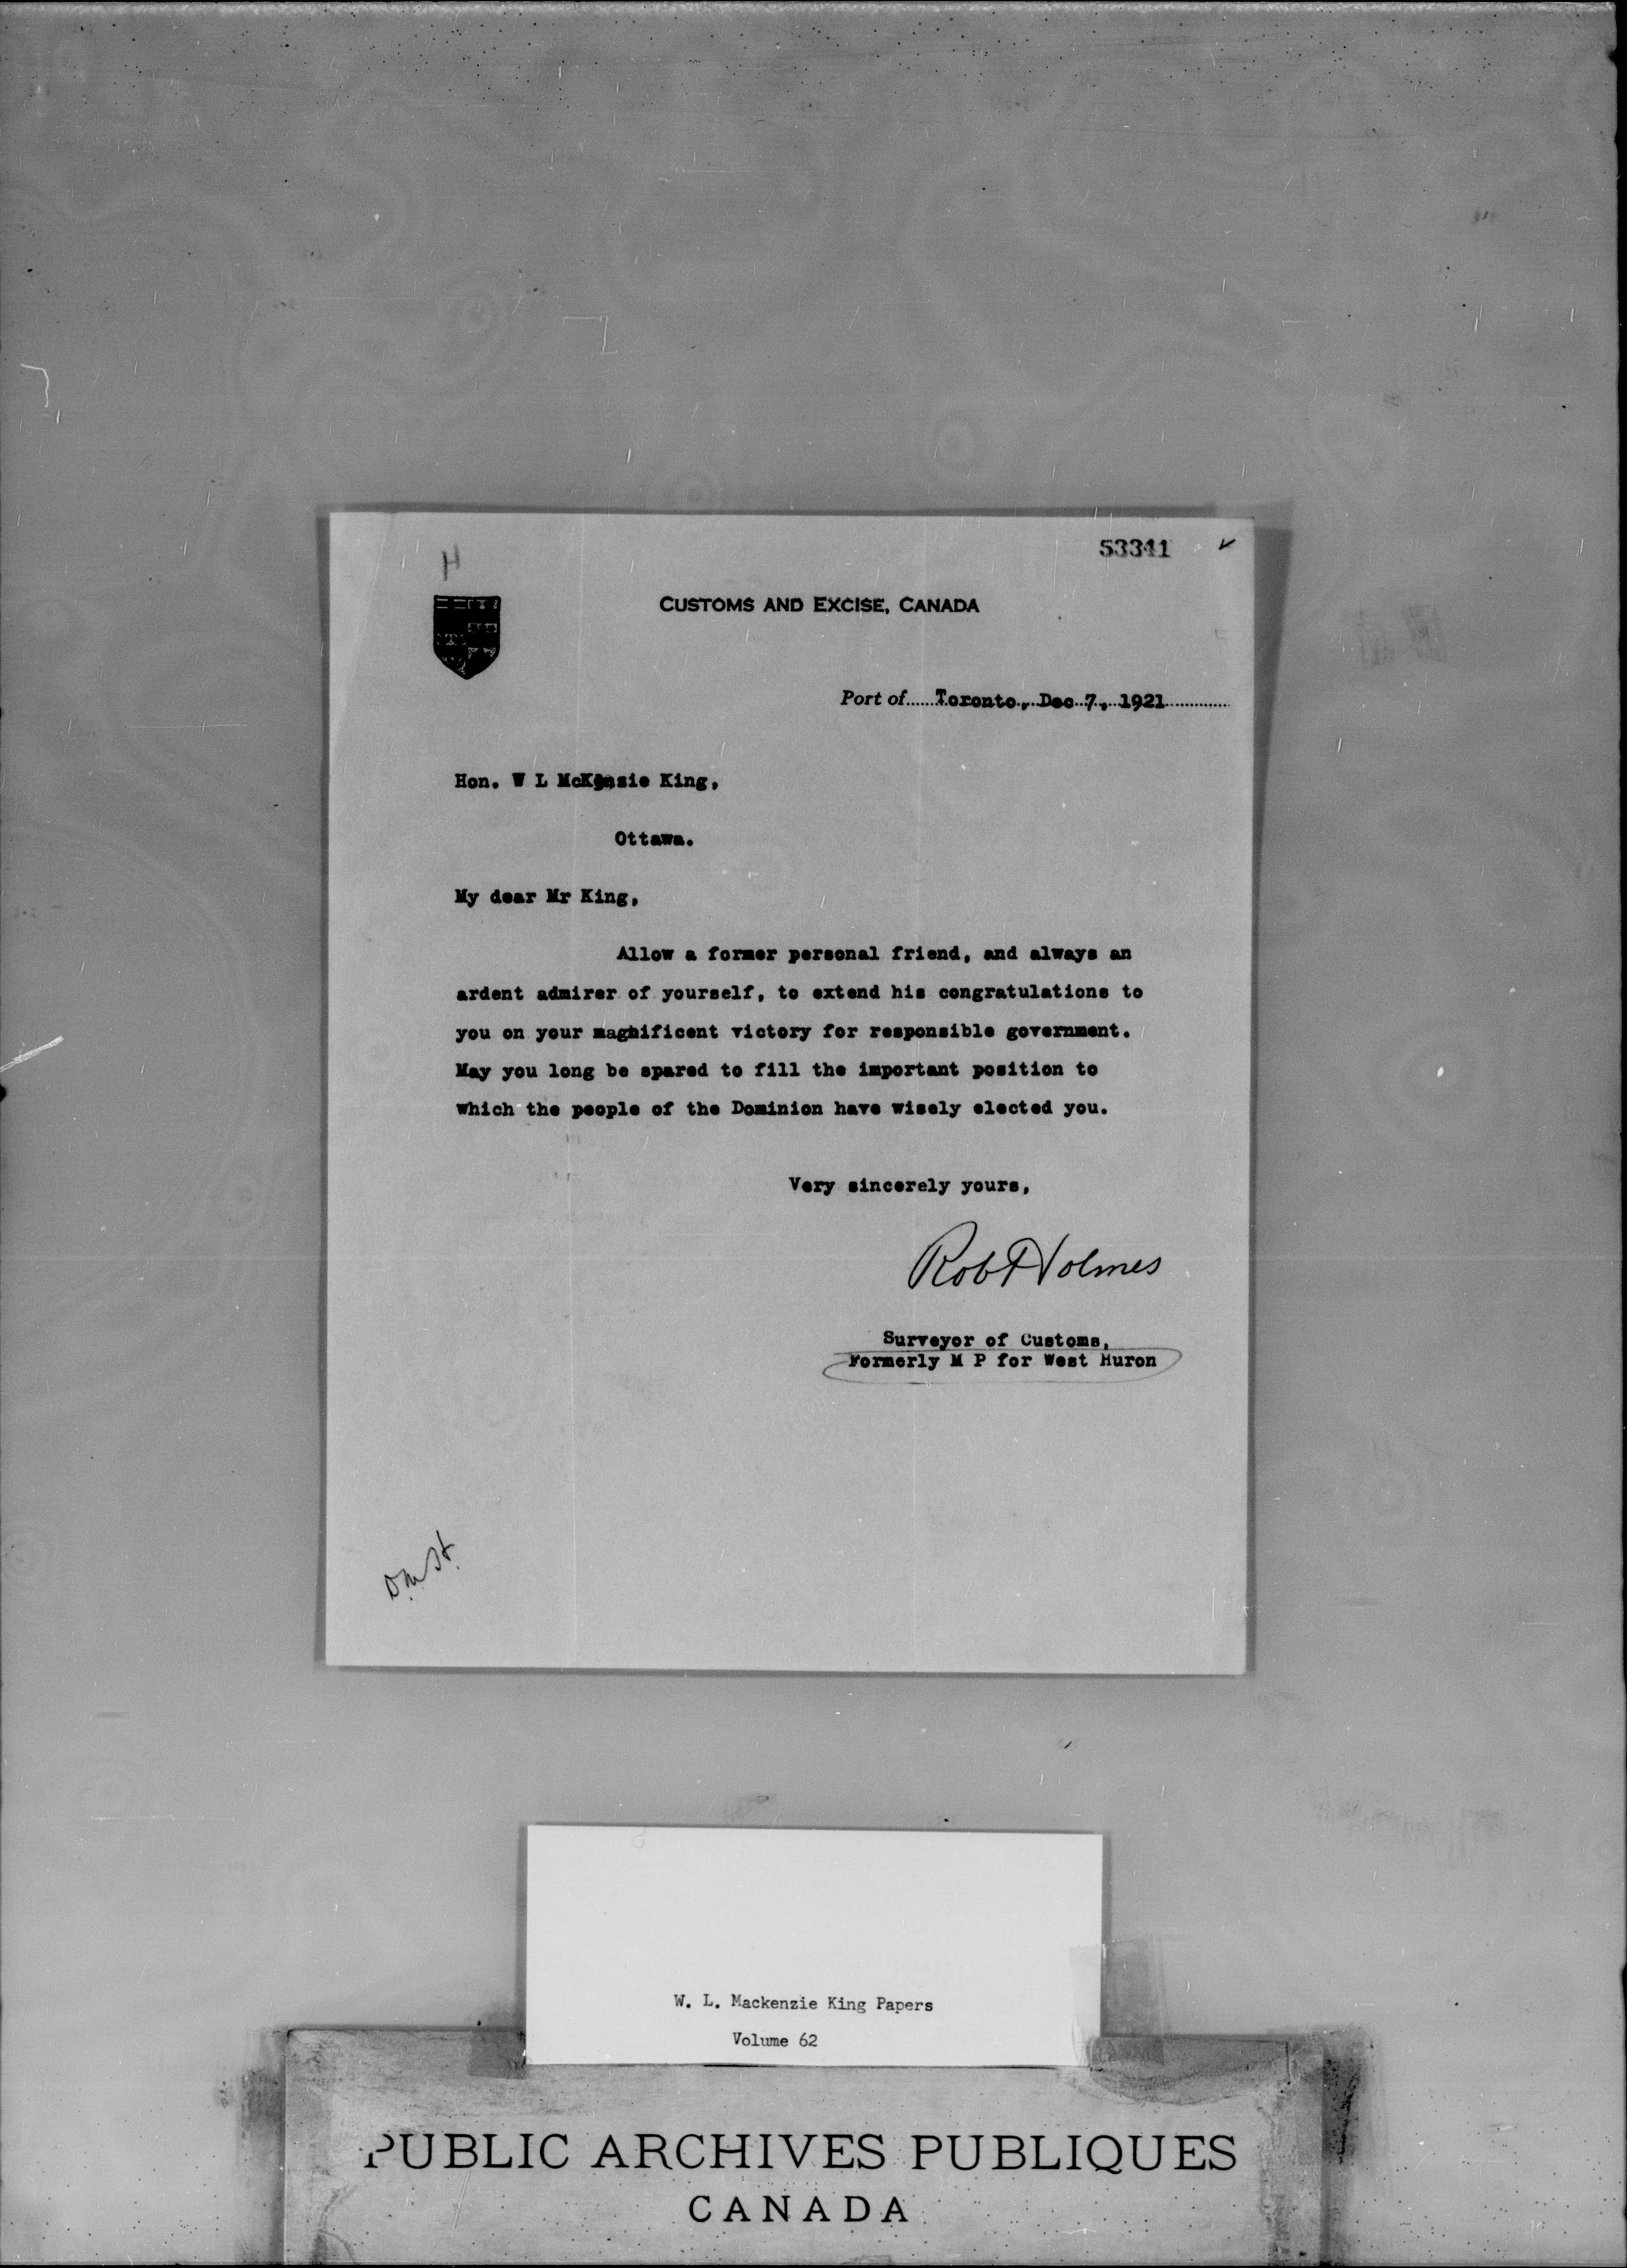 H
53341
CUSTOMS AND EXCISE, CANADA
Port of Toronto, Dec 7, 1921
Hon. W L McKenzie King,
Ottawa.
My dear Mr King,
Allow a former personal friend, and always an
ardent admirer of yourself, to extend his congratulations to
you on your magnificent victory for responsible government.
May you long be spared to fill the important position to
which the people of the Dominion have wisely elected you.
Very sincerely yours,
Robt Holmes
Surveyor of Customs,
Formerly M P for West Huron
W. L. Mackenzie King Papers
Volume 62
PUBLIC ARCHIVES PUBLIQUES
CANADA